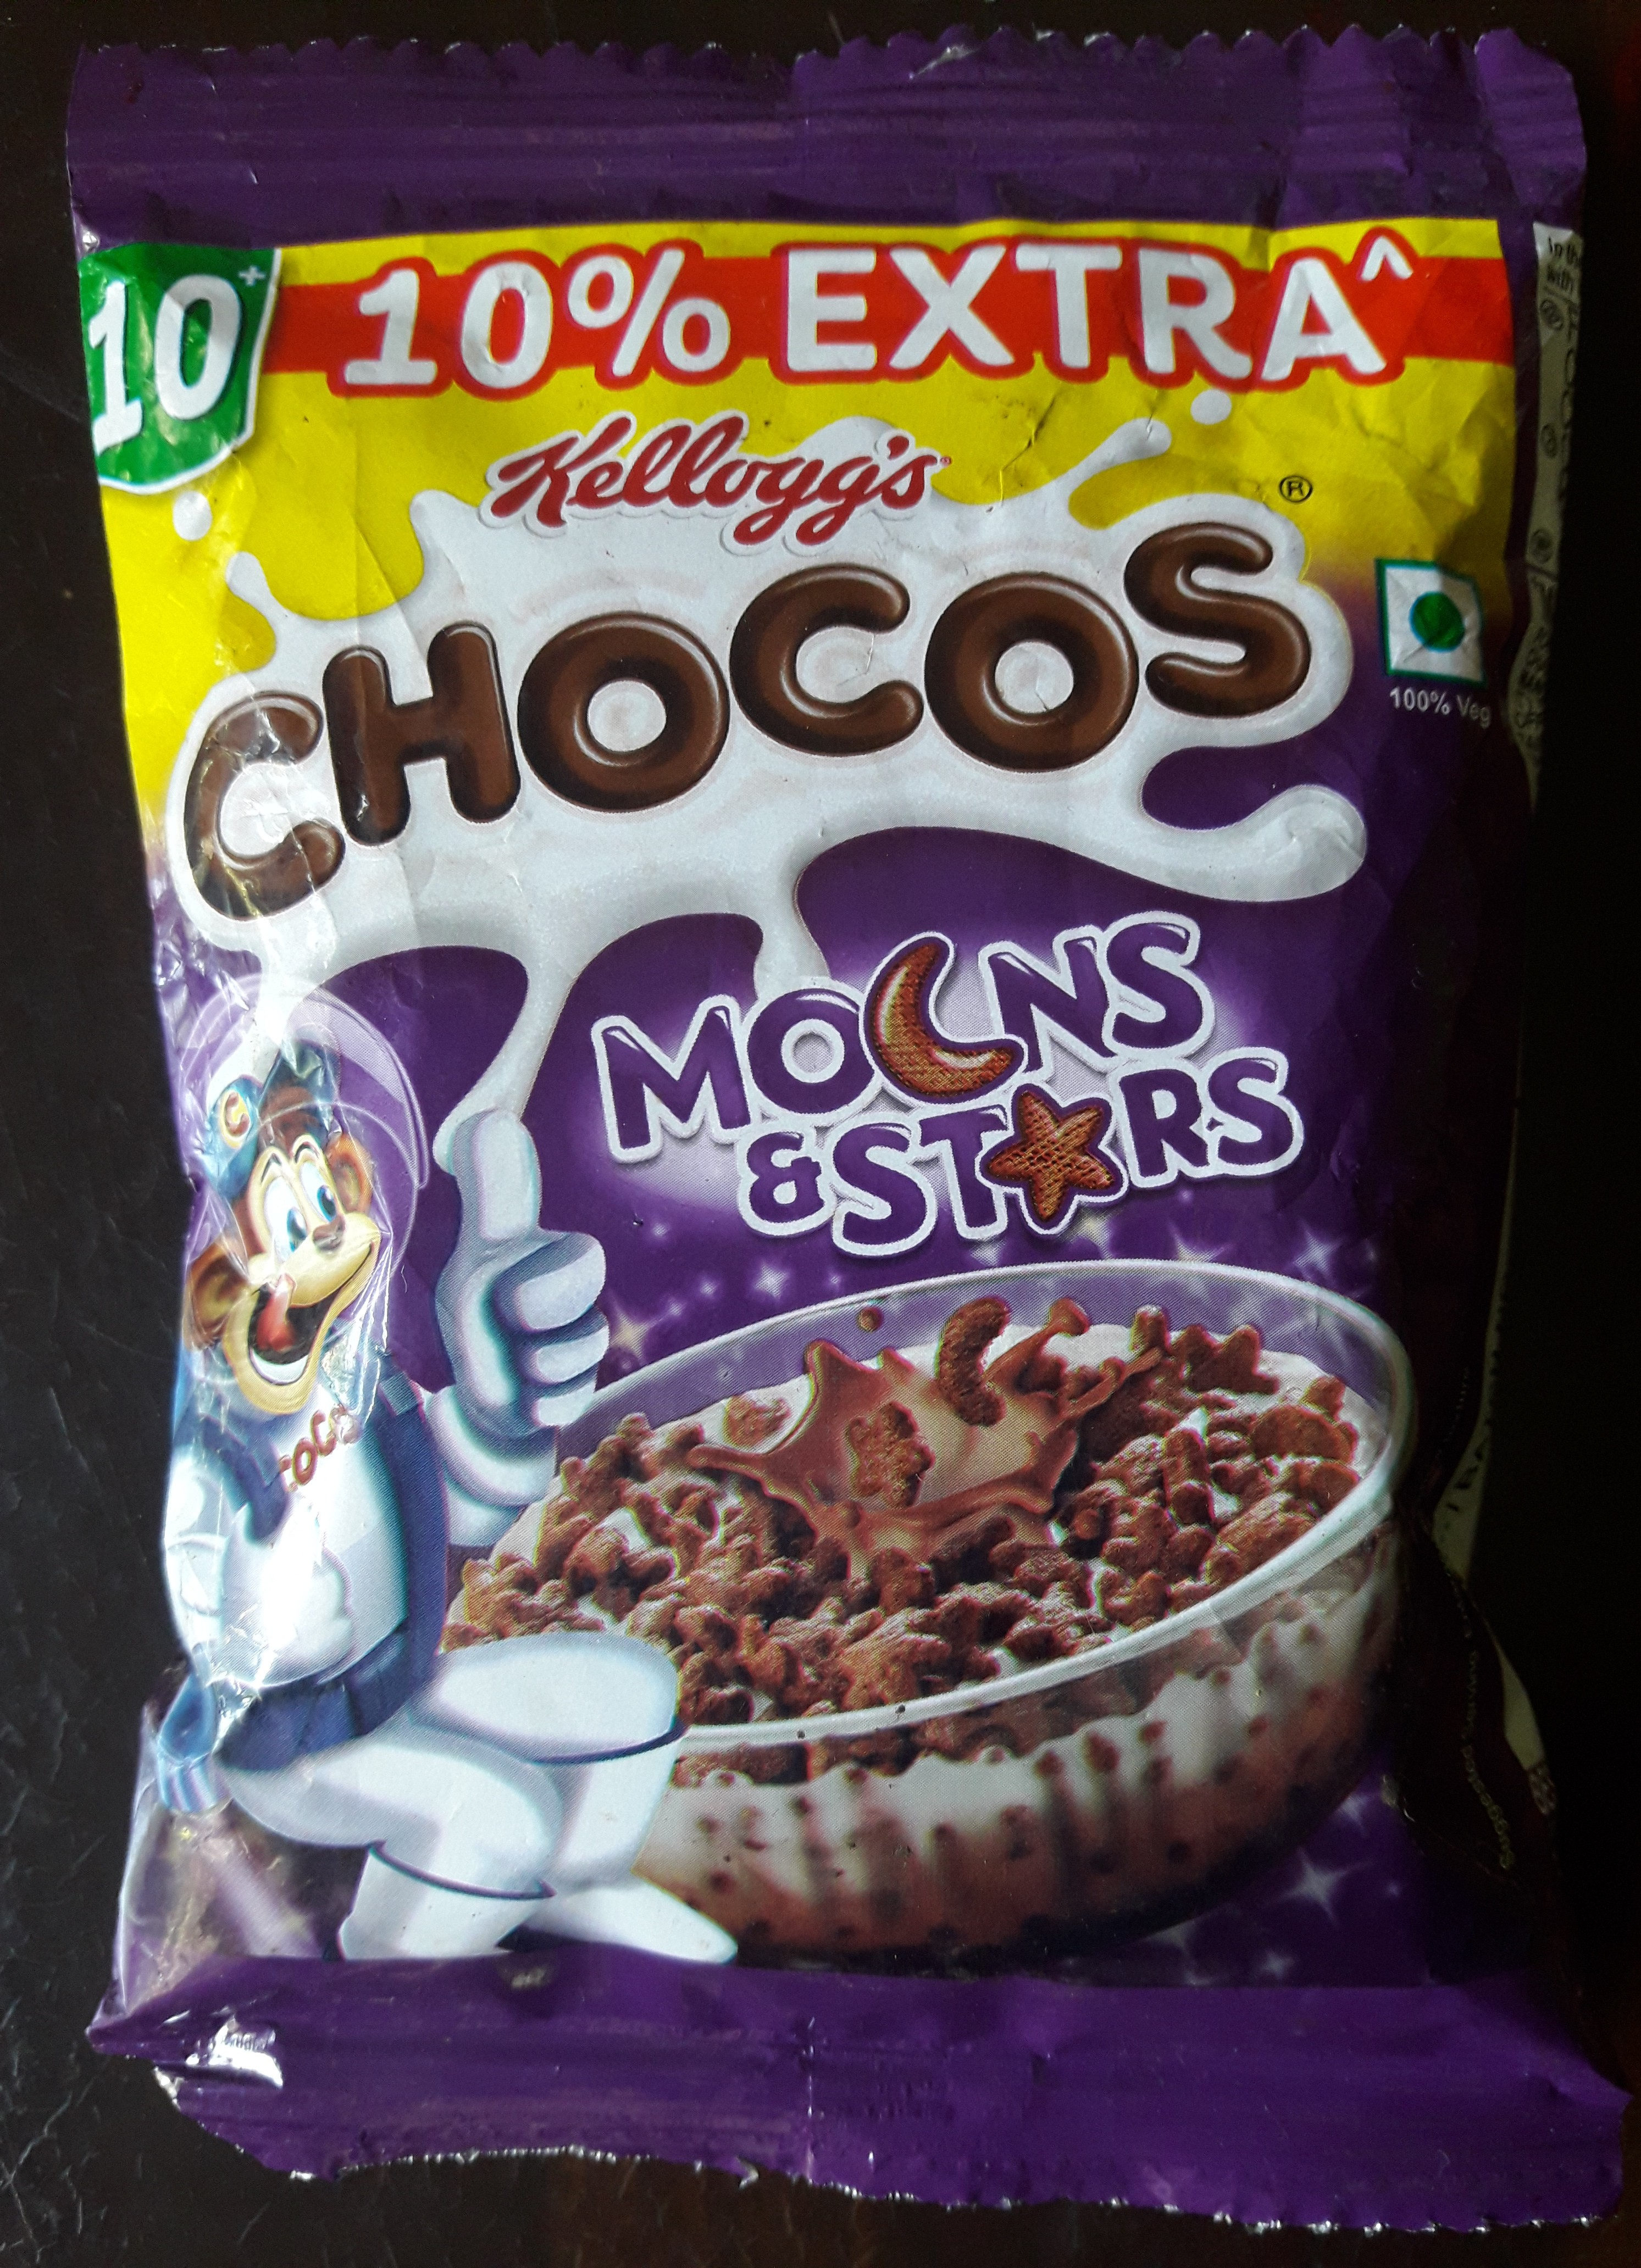 10+
10% EXTRA^
Kellogg's
CHOCOS®
100% Veg
MOONS
&STARS
C
COCO